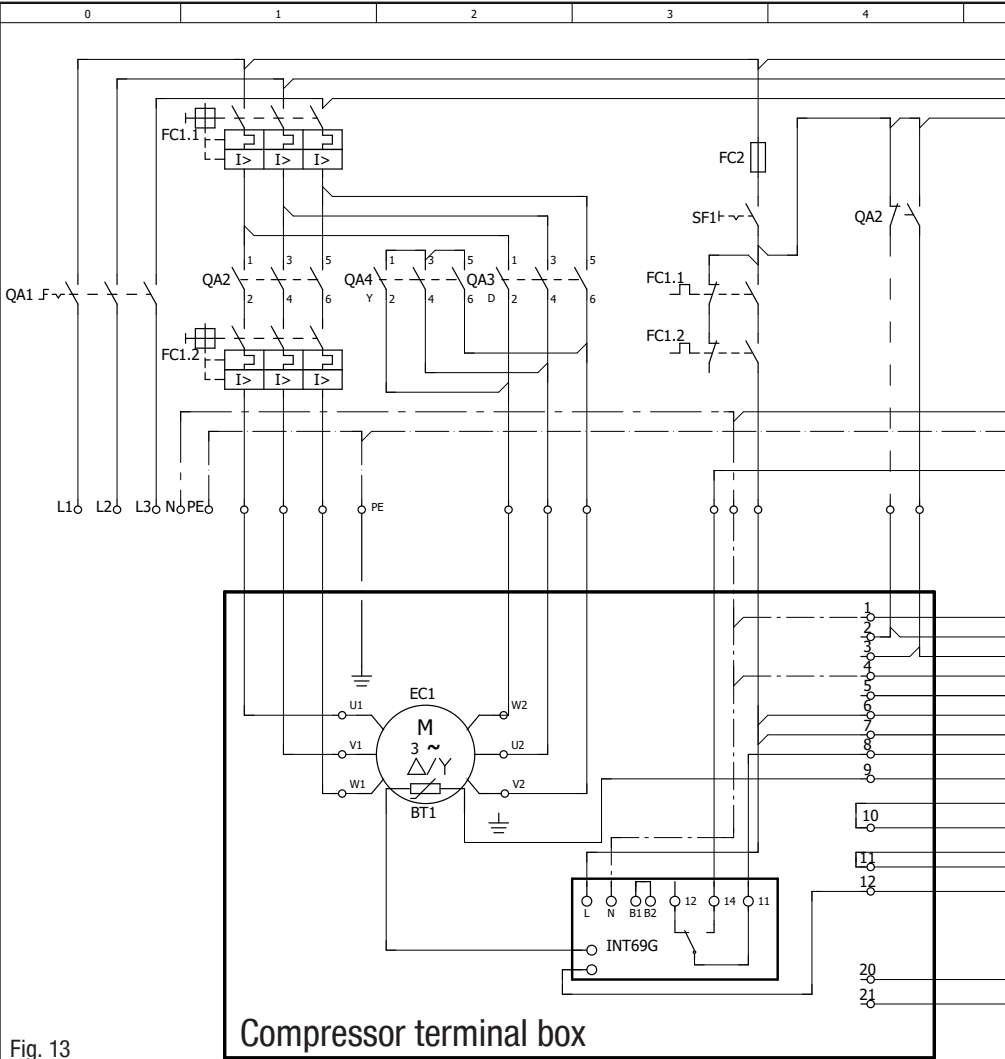 0 1 2 3 4
FC1.1
I> I> I>
FC2
SF1
QA2
1 3 5 1 3 5 1 3 5
QA1
QA2
QA4
QA3
FC1.1
Y
D
2 4 6 2 4 6 2 4 6
FC1.2
FC1.2
I> I> I>
L1 L2 L3 N PE
PE
1
2
3
4
5
6
7
8
9
10
11
12
20
21
EC1
U1
W2
M
V1
3 ~
U2
△/Y
W1
V2
BT1
L N B1 B2 12 14 11
INT69G
Compressor terminal box
Fig. 13